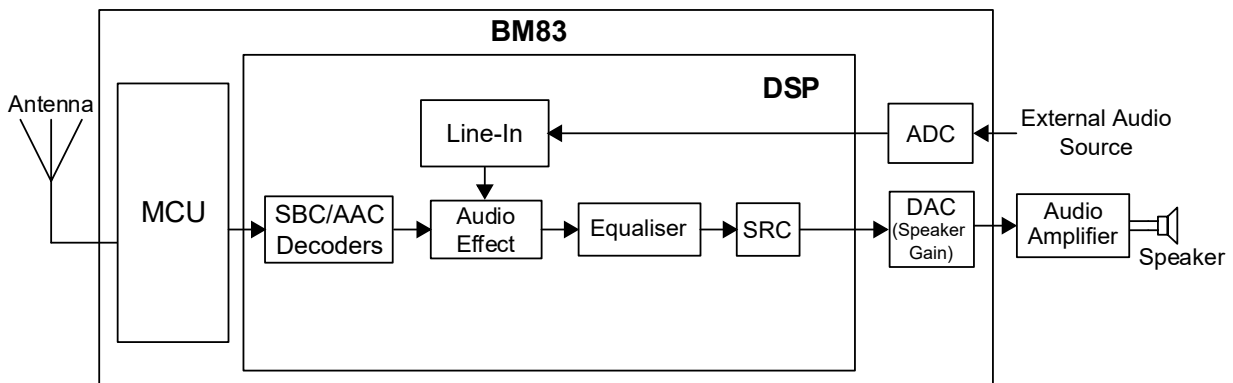 BM83
DSP
Antenna
Line-In
ADC
External Audio
Source
MCU
SBC/AAC
Decoders
Audio
Effect
Equaliser
SRC
DAC
(Speaker
Gain)
Audio
Amplifier
Speaker